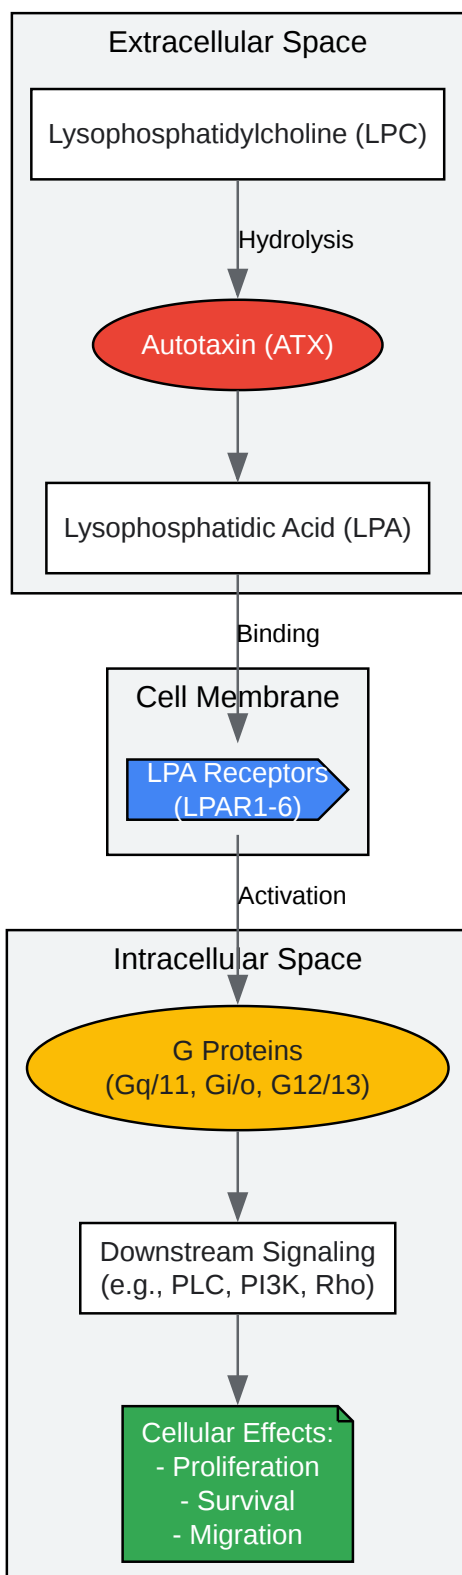 Extracellular Space
Lysophosphatidylcholine (LPC)
Hydrolysis
Autotaxin (ATX)
Lysophosphatidic Acid (LPA)
Binding
Cell Membrane
LPA Receptors
(LPAR1-6)
Activation
Intracellular Space
G Proteins
(Gq/11, Gi/o, G12/13)
Downstream Signaling
(e.g., PLC, PI3K, Rho)
Cellular Effects:
- Proliferation
- Survival
- Migration